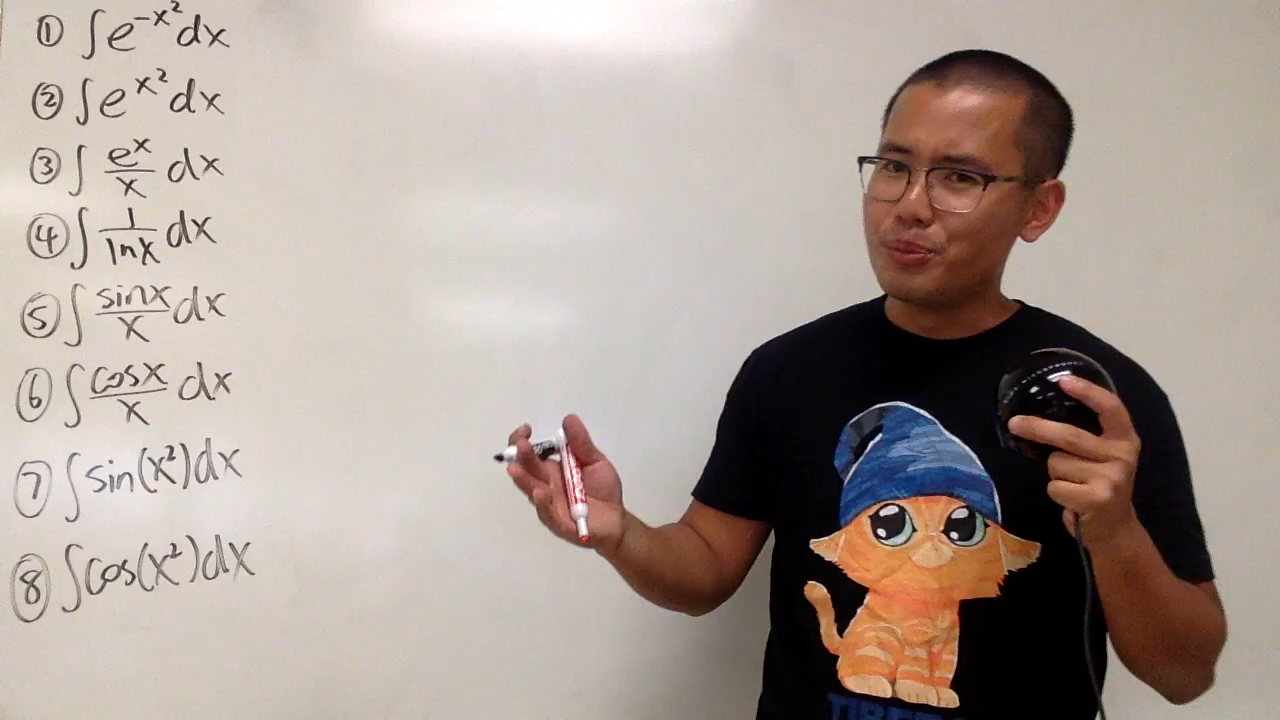 ① ∫e^{-x²}dx
② ∫e^{x²}dx
③ ∫ e^x/x dx
④ ∫ 1/lnx dx
⑤ ∫ sinx/x dx
⑥ ∫ cosx/x dx
⑦ ∫sin(x²)dx
⑧ ∫cos(x²)dx